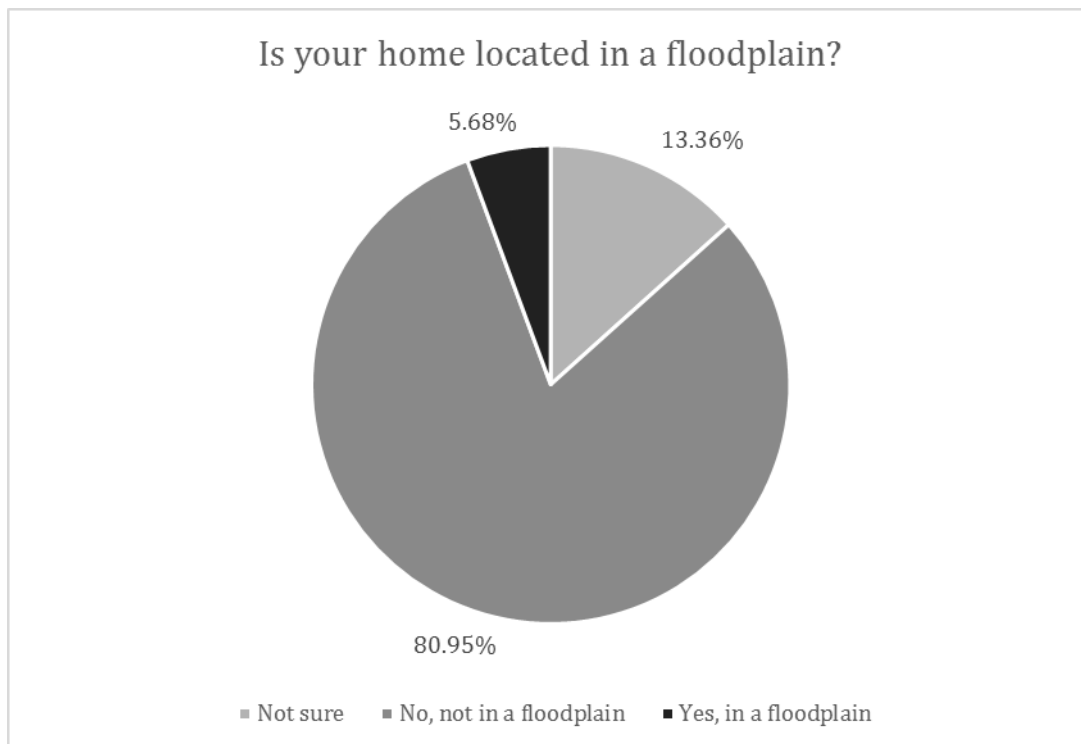 Is your home located in a floodplain?
5.68%
13.36%
80.95%
Not sure
No, not in a floodplain
Yes, in a floodplain